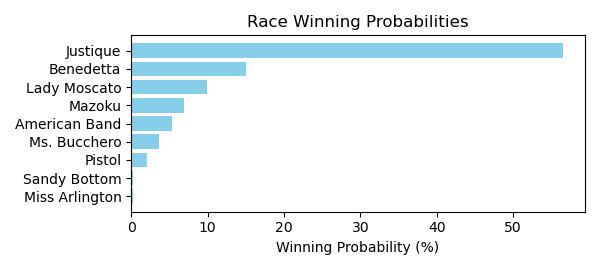 Race Winning Probabilities
Justique
Benedetta
Lady Moscato
Mazoku
American Band
Ms. Bucchero
Pistol
Sandy Bottom
Miss Arlington
0 10 20 30 40 50
Winning Probability (%)